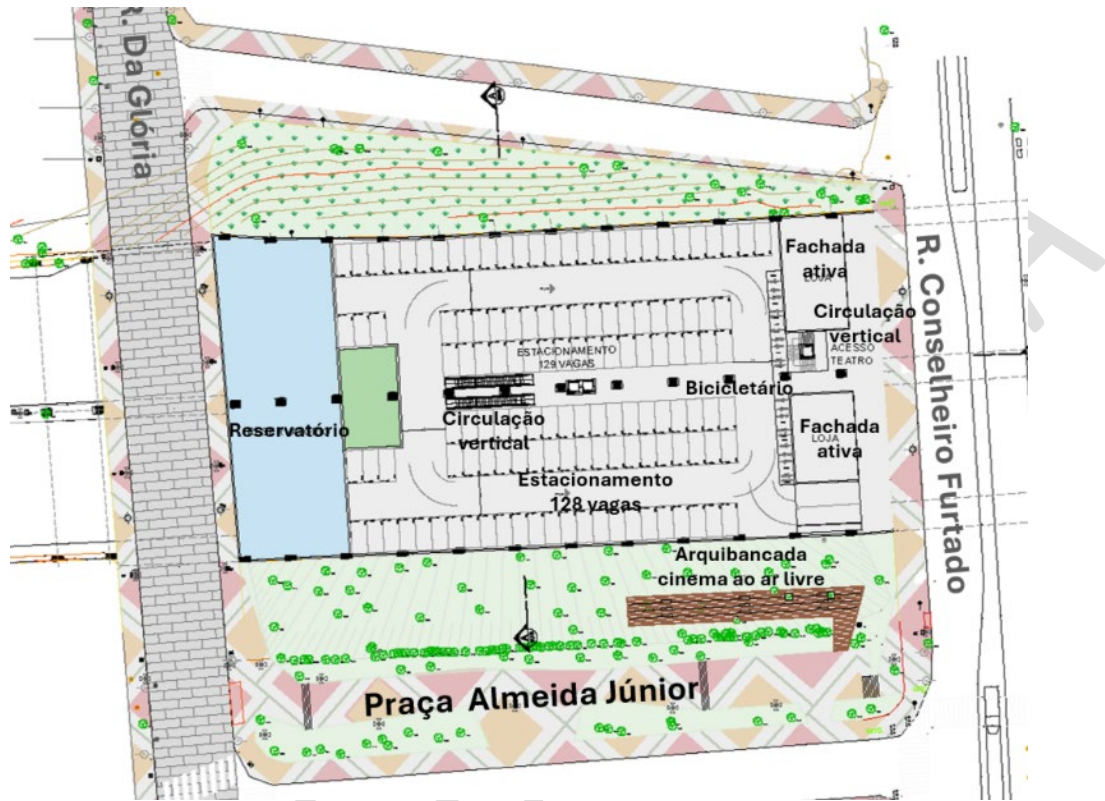 R. Da Glória
Fachada
ativa
LOJA
R. Conselheiro Furtado
Circulação
vertical
ACESSO
TEATRO
ESTACIONAMENTO
129 VAGAS
Bicicletário
Circulação
vertical
Reservatório
Fachada
ativa
LOJA
Estacionamento
128 vagas
Arquibancada
cinema ao ar livre
Praça Almeida Júnior